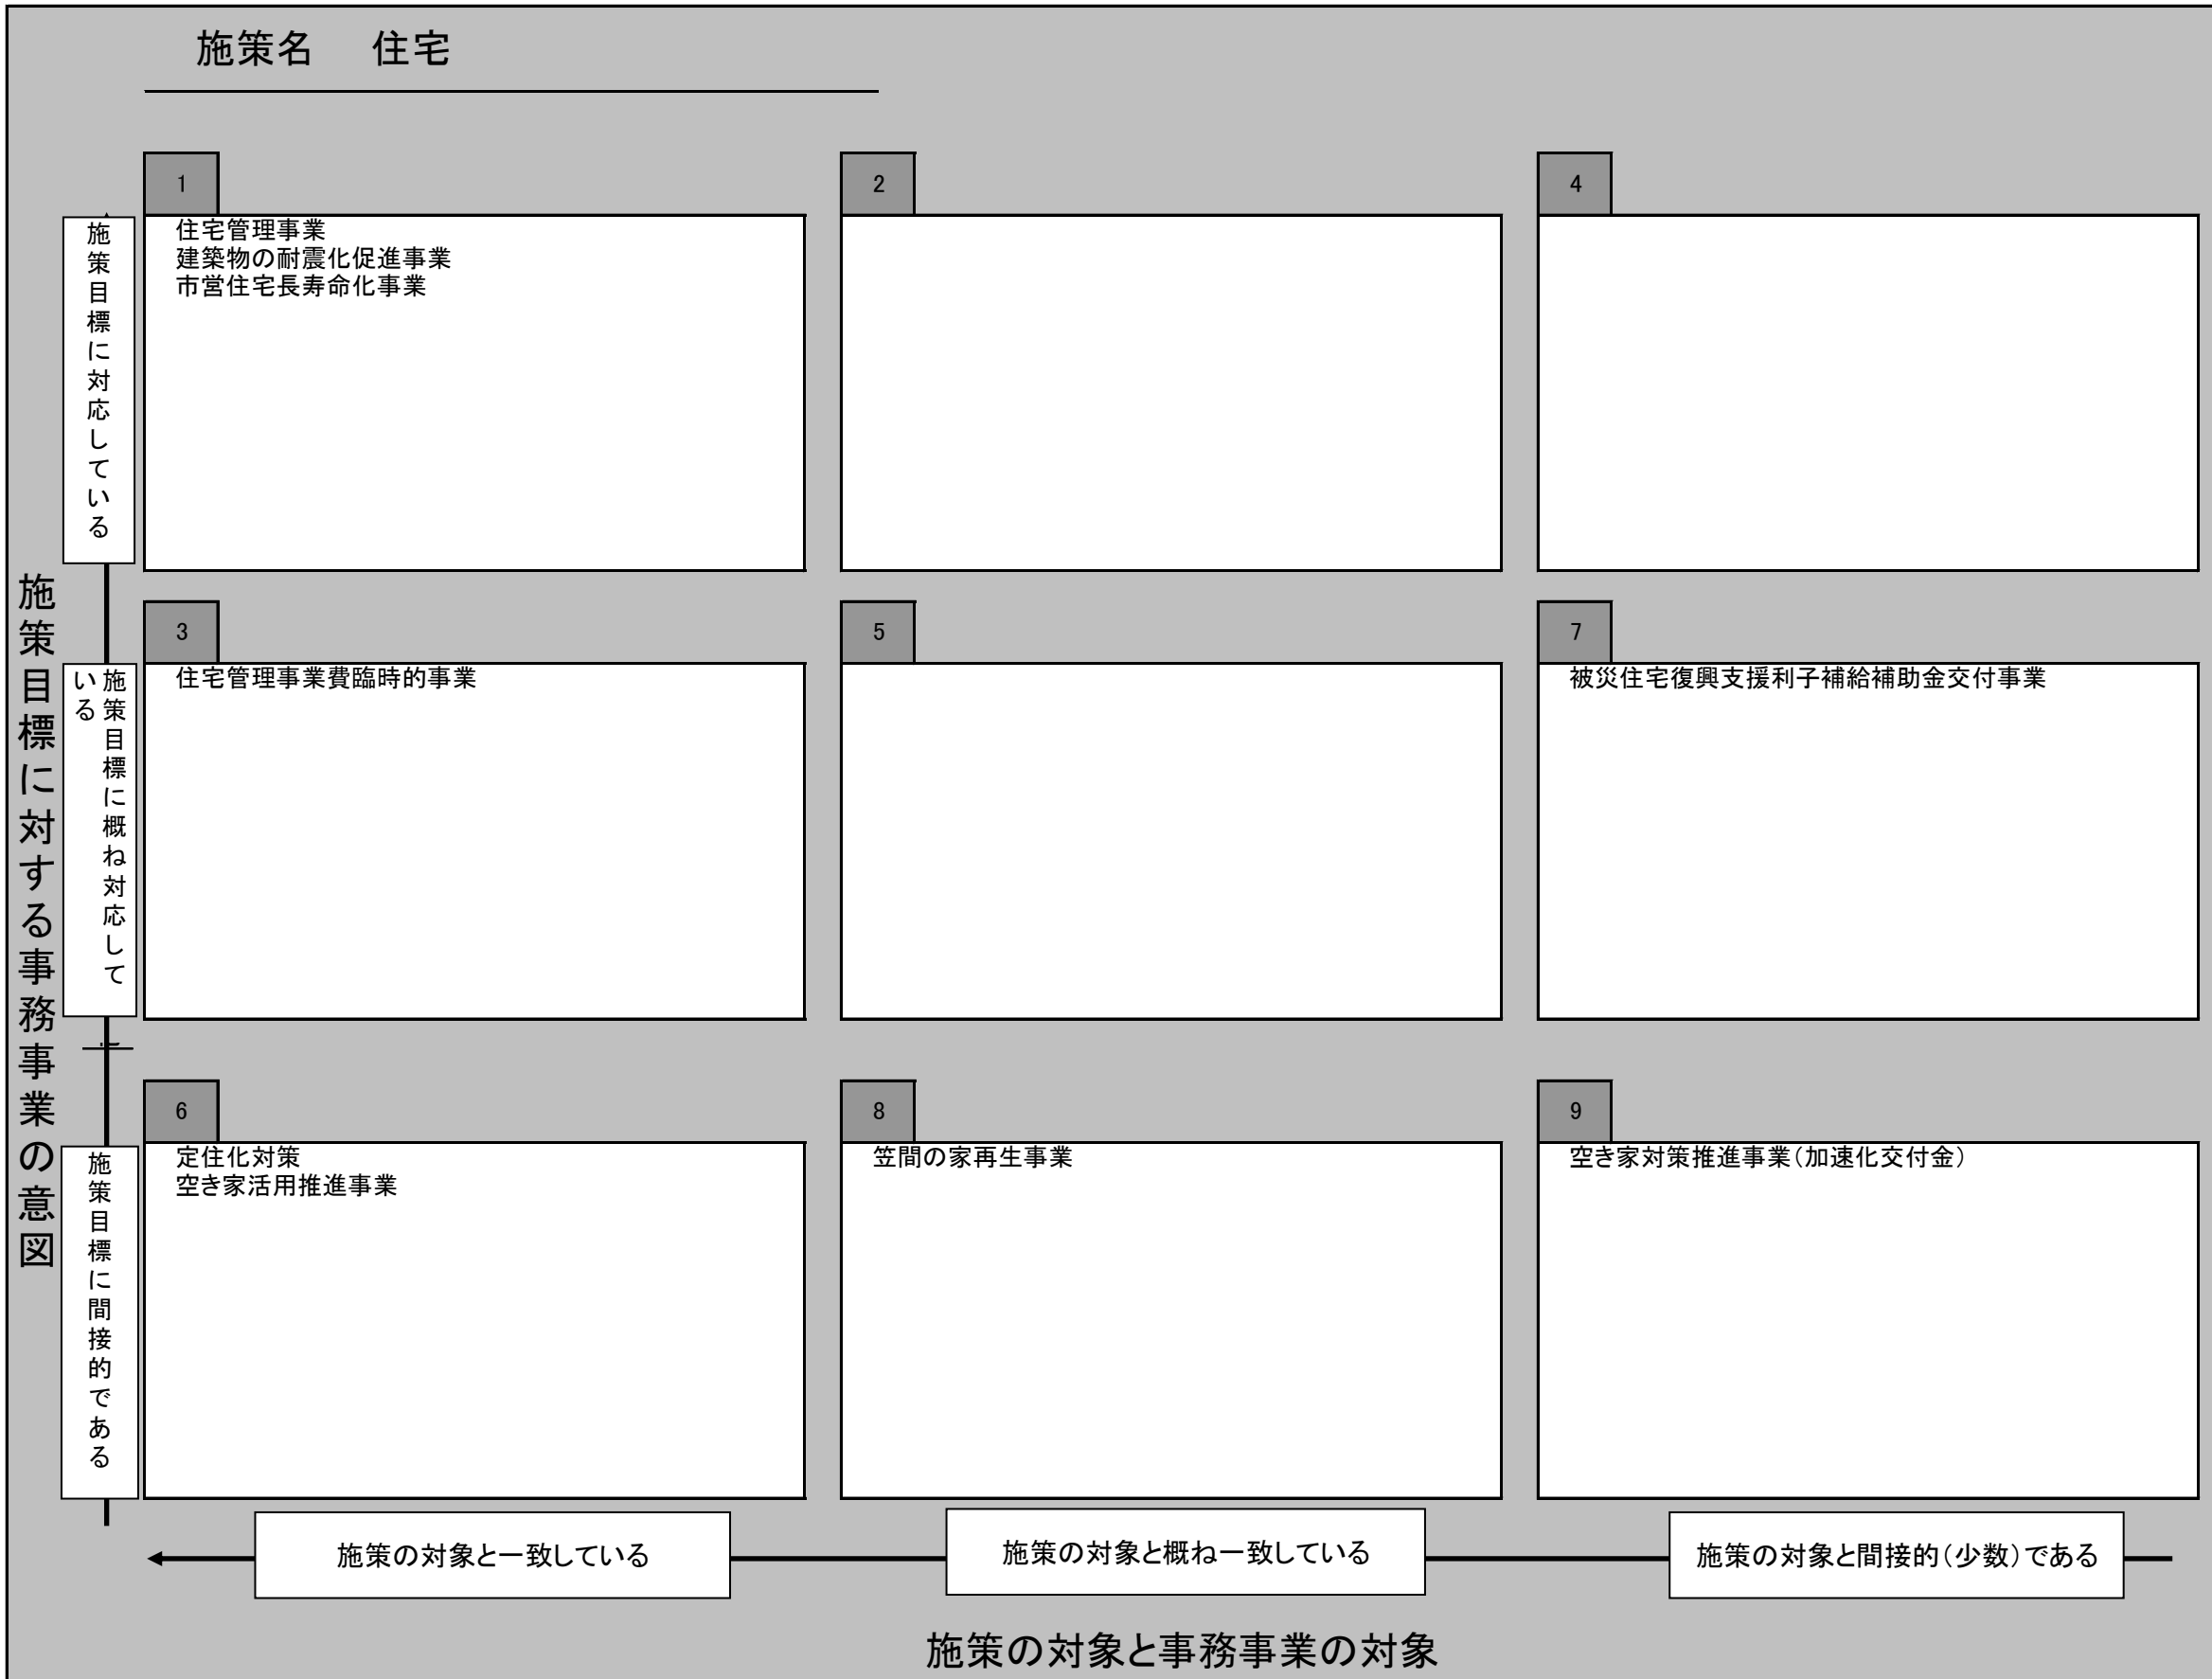 施策名　住宅
1
2
4
施策目標に対応している
住宅管理事業
建築物の耐震化促進事業
市営住宅長寿命化事業
施策目標に対する事務事業の意図
3
5
7
施策目標に概ね対応して
いる
住宅管理事業費臨時的事業
被災住宅復興支援利子補給補助金交付事業
6
8
9
施策目標に間接的である
定住化対策
空き家活用推進事業
笠間の家再生事業
空き家対策推進事業(加速化交付金)
施策の対象と一致している
施策の対象と概ね一致している
施策の対象と間接的(少数)である
施策の対象と事務事業の対象